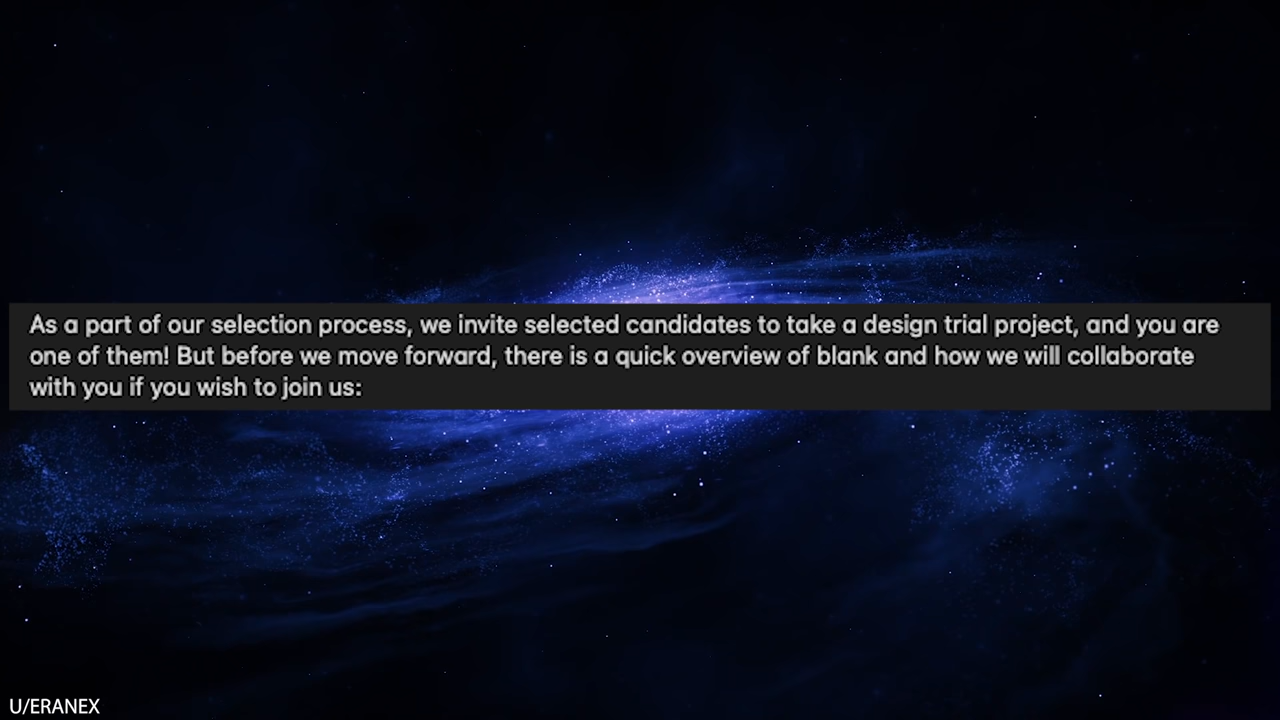 As a part of our selection process, we invite selected candidates to take a design trial project, and you are
one of them! But before we move forward, there is a quick overview of blank and how we will collaborate
with you if you wish to join us:
U/ERANEX